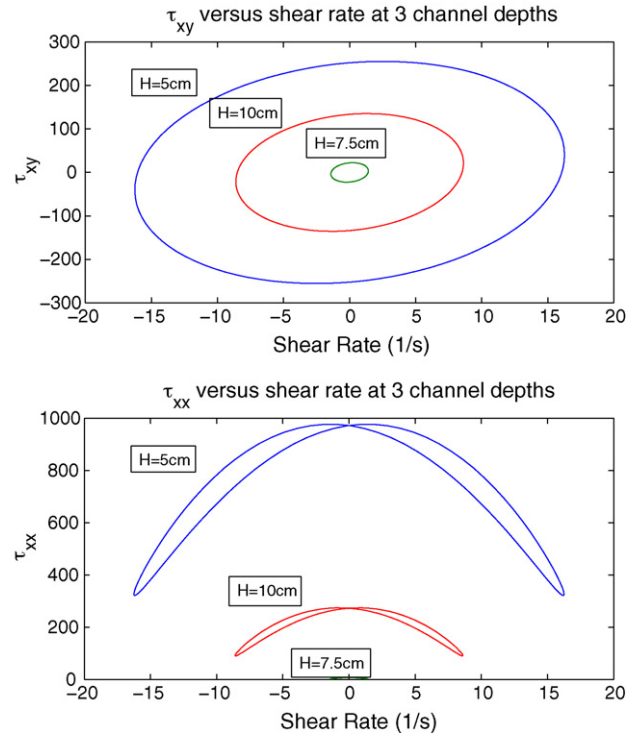 τxy versus shear rate at 3 channel depths
300
200
100
0
−100
−200
−300
τxy
H=5cm
H=10cm
H=7.5cm
−20 −15 −10 −5 0 5 10 15 20
Shear Rate (1/s)
τxx versus shear rate at 3 channel depths
1000
800
600
400
200
0
τxx
H=5cm
H=10cm
H=7.5cm
−20 −15 −10 −5 0 5 10 15 20
Shear Rate (1/s)